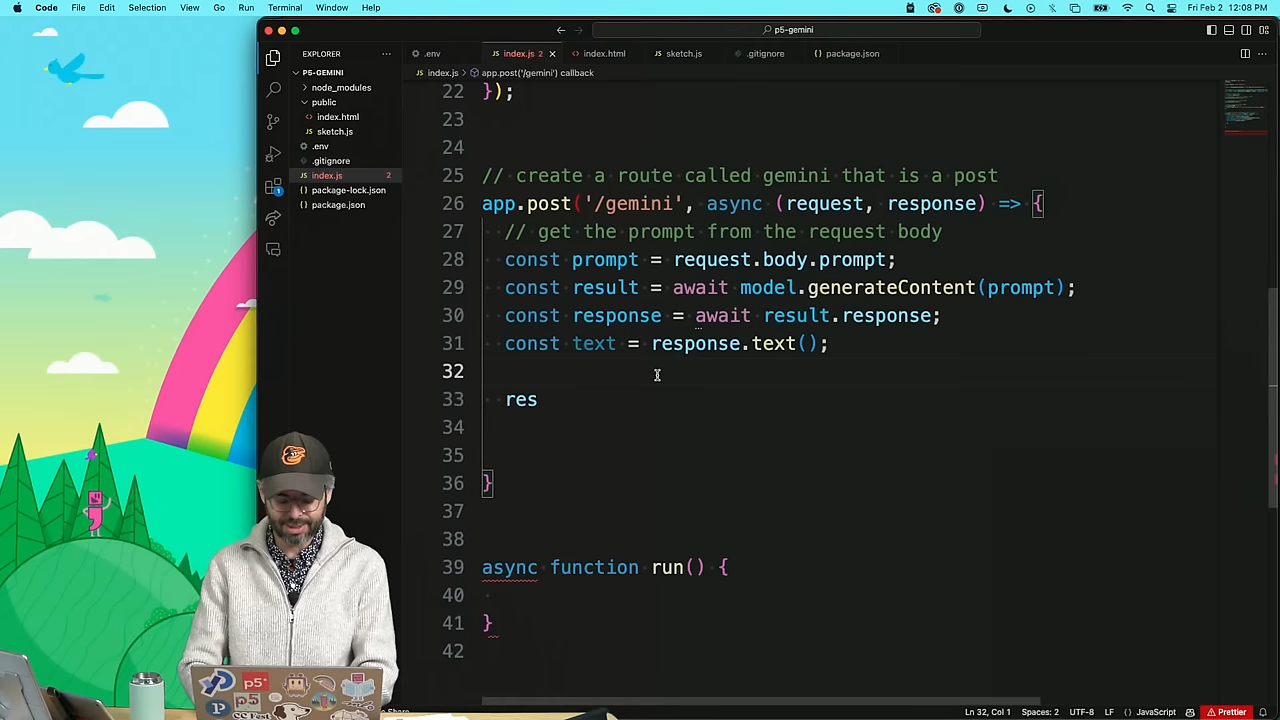 Code File Edit Selection View Go Run Terminal Window Help
Fri Feb 2 12:08 PM
p5-gemini
EXPLORER
P5-GEMINI
node_modules
public
index.html
sketch.js
.env
.gitignore
index.js 2
package-lock.json
package.json
.env
index.js 2
index.html
sketch.js
.gitignore
package.json
index.js > app.post('/gemini') callback
22 });
23
24
25 // create a route called gemini that is a post
26 app.post('/gemini', async (request, response) => {
27 // get the prompt from the request body
28 const prompt = request.body.prompt;
29 const result = await model.generateContent(prompt);
30 const response = await result.response;
31 const text = response.text();
32
33 res
34
35
36 }
37
38
39 async function run() {
40
41 }
42
Share
Ln 32, Col 1 Spaces: 2 UTF-8 LF {} JavaScript Prettier
1
p5*